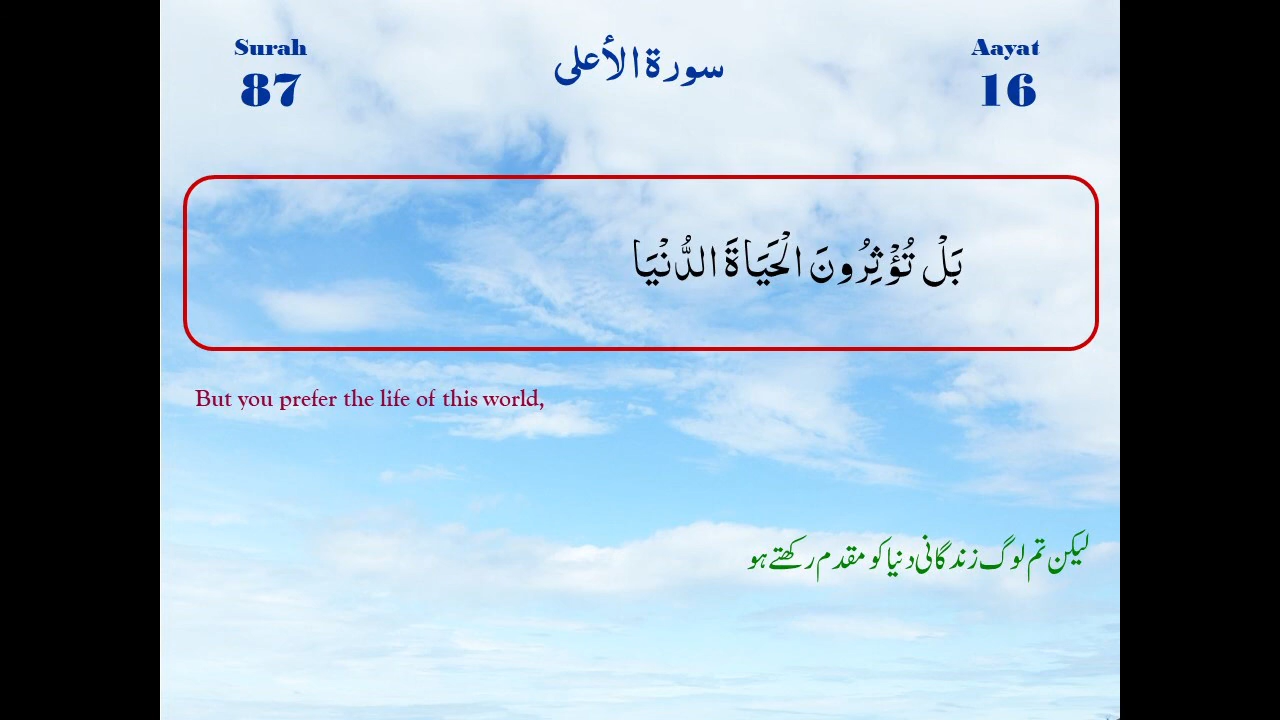 Surah
87
سورة الأعلى
Aayat
16
بَلْ تُؤْثِرُونَ الْحَيَاةَ الدُّنْيَا
But you prefer the life of this world,
لیکن تم لوگ زندگانی دنیا کو مقدم رکھتے ہو